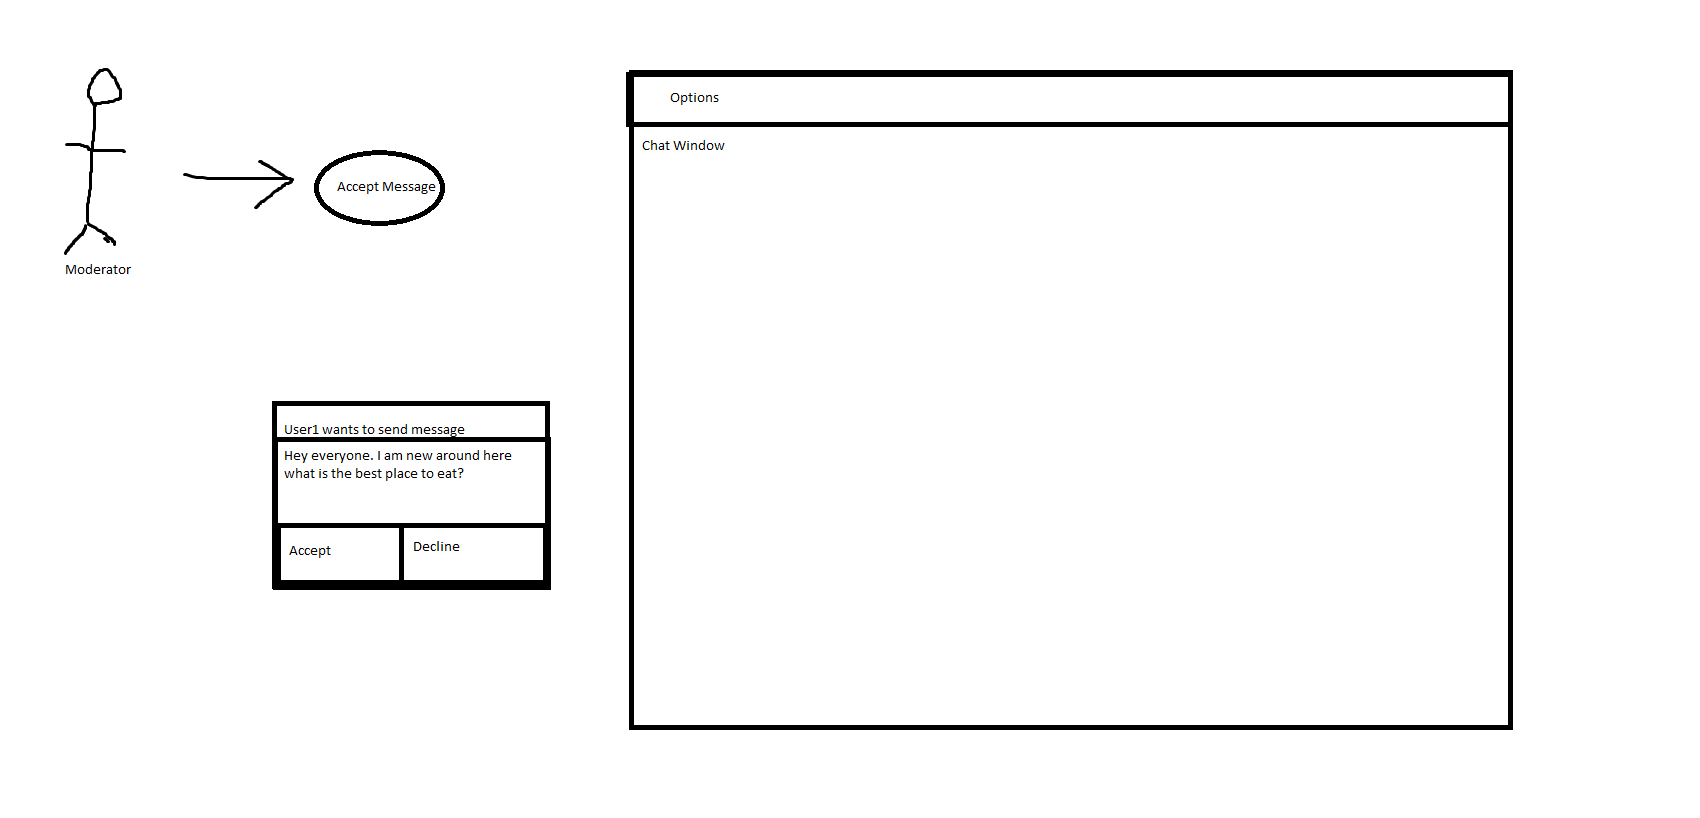 Options
Chat Window
Accept Message
Moderator
User1 wants to send message
Hey everyone. I am new around here
what is the best place to eat?
Accept
Decline